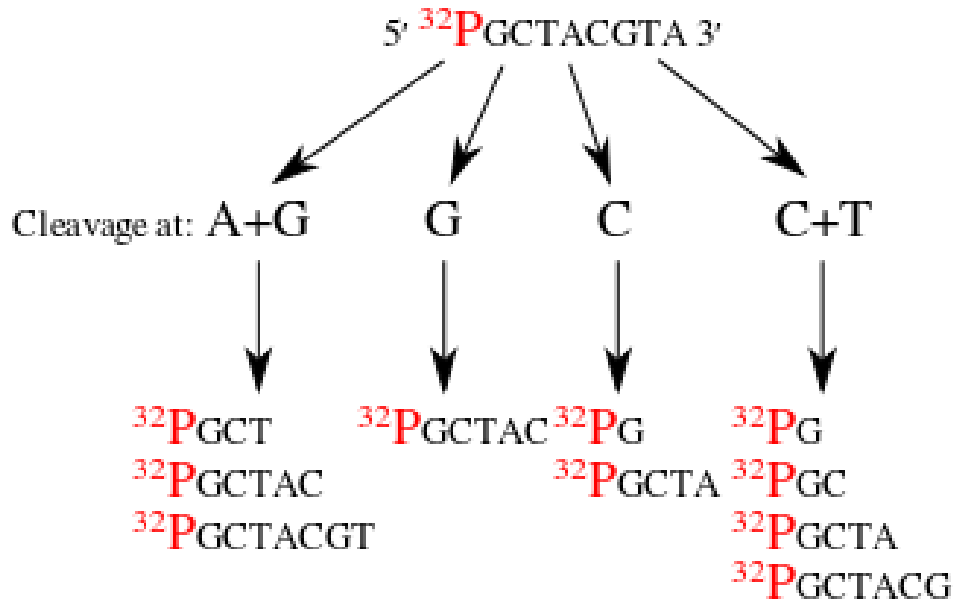 5' ³²PGCTACGTA 3'
Cleavage at: A+G G C C+T
³²PGCT ³²PGCTAC ³²PG ³²PG
³²PGCTAC ³²PGCTA ³²PGC
³²PGCTACGT ³²PGCTA
³²PGCTACG